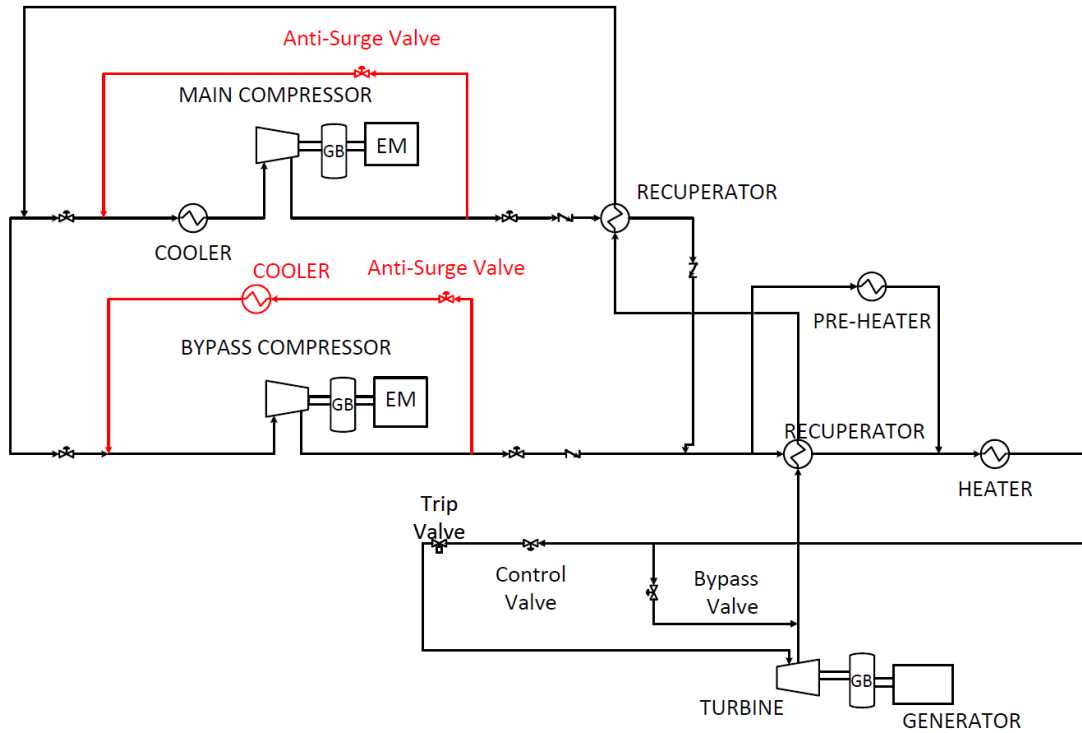 Anti-Surge Valve
MAIN COMPRESSOR
GB
EM
RECUPERATOR
COOLER
COOLER
Anti-Surge Valve
PRE-HEATER
BYPASS COMPRESSOR
GB
EM
RECUPERATOR
HEATER
Trip
Valve
Control
Valve
Bypass
Valve
GB
TURBINE
GENERATOR